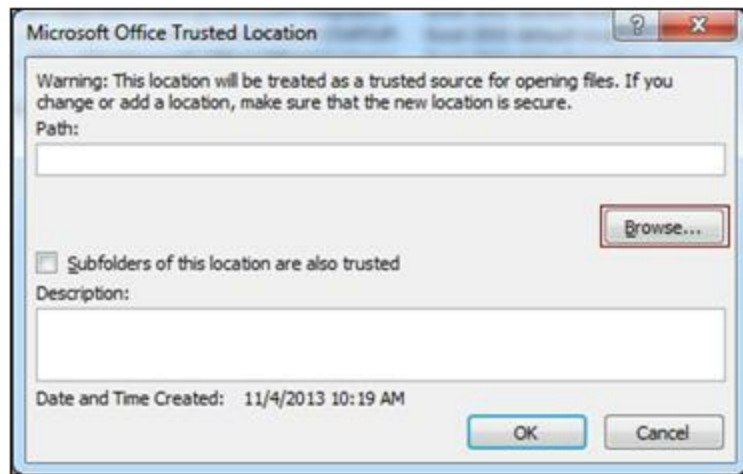 Microsoft Office Trusted Location
?
Warning: This location will be treated as a trusted source for opening files. If you
change or add a location, make sure that the new location is secure.
Path:
Browse...
Subfolders of this location are also trusted
Description:
Date and Time Created: 11/4/2013 10:19 AM
OK Cancel